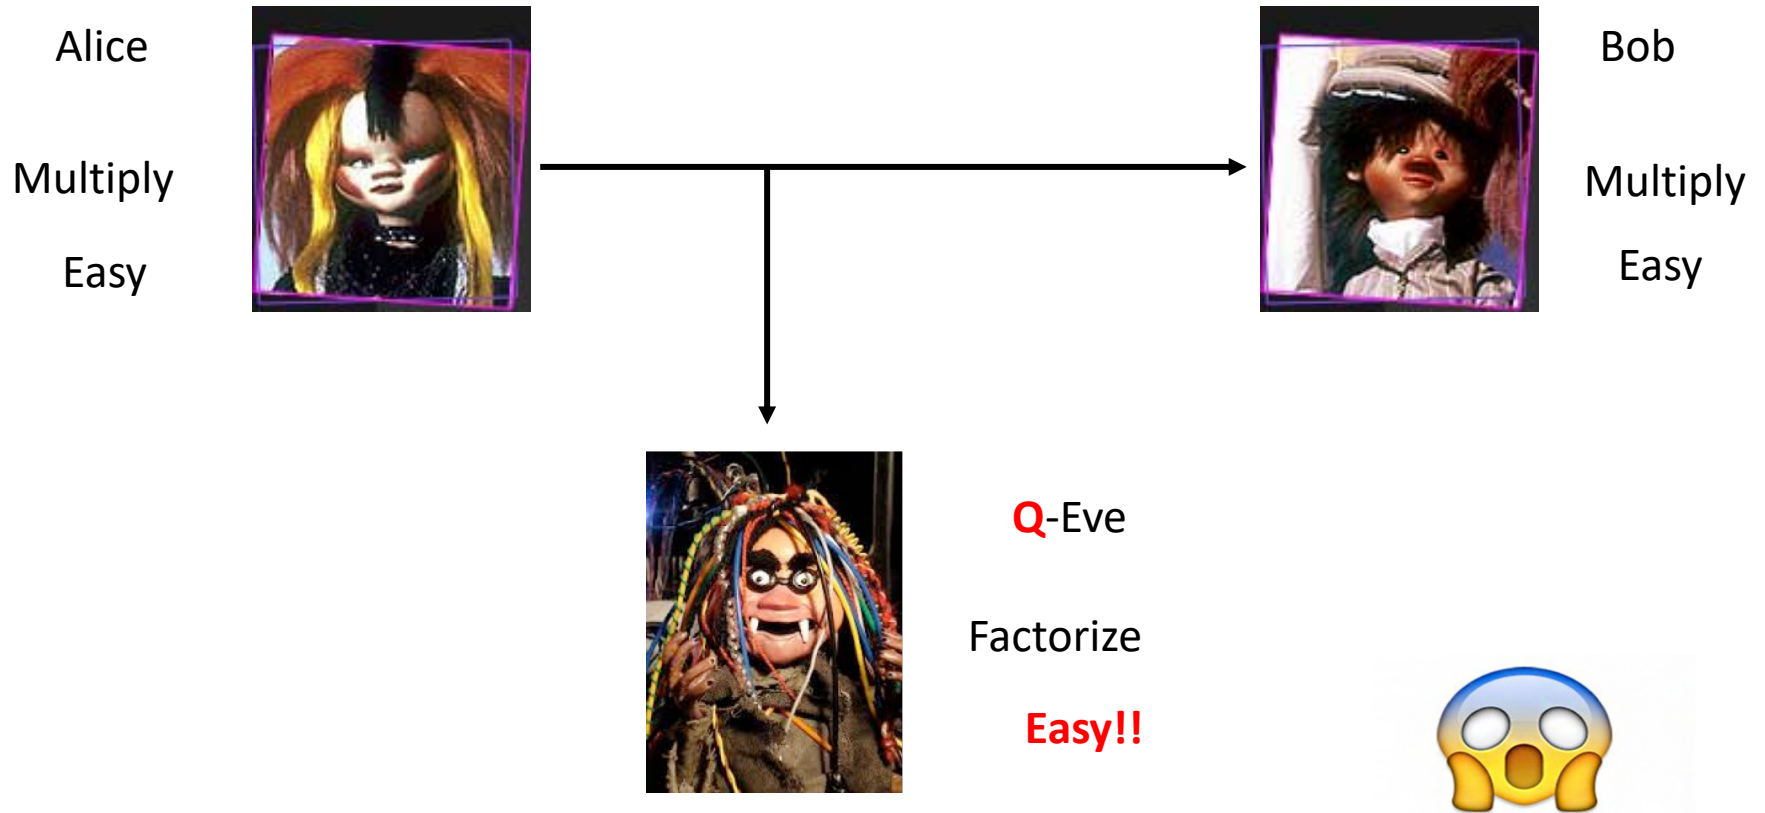 Alice
Multiply
Easy
Bob
Multiply
Easy
Q-Eve
Factorize
Easy!!